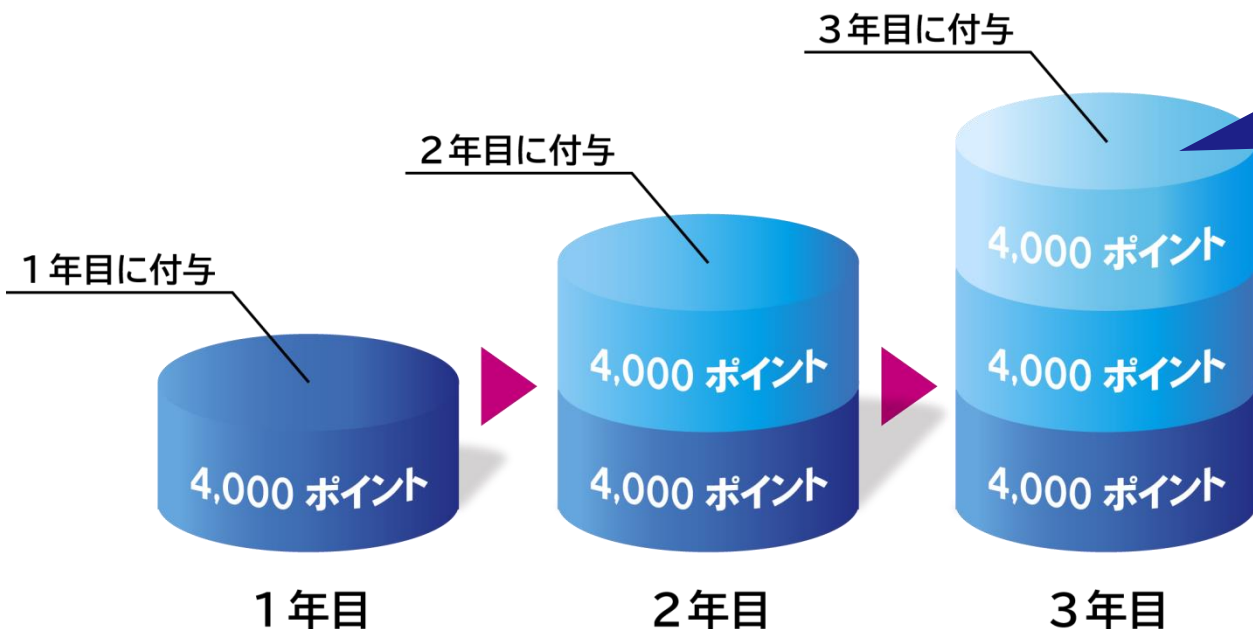 1年目に付与
4,000 ポイント
1年目
2年目に付与
4,000 ポイント
4,000 ポイント
2年目
3年目に付与
4,000 ポイント
4,000 ポイント
4,000 ポイント
3年目